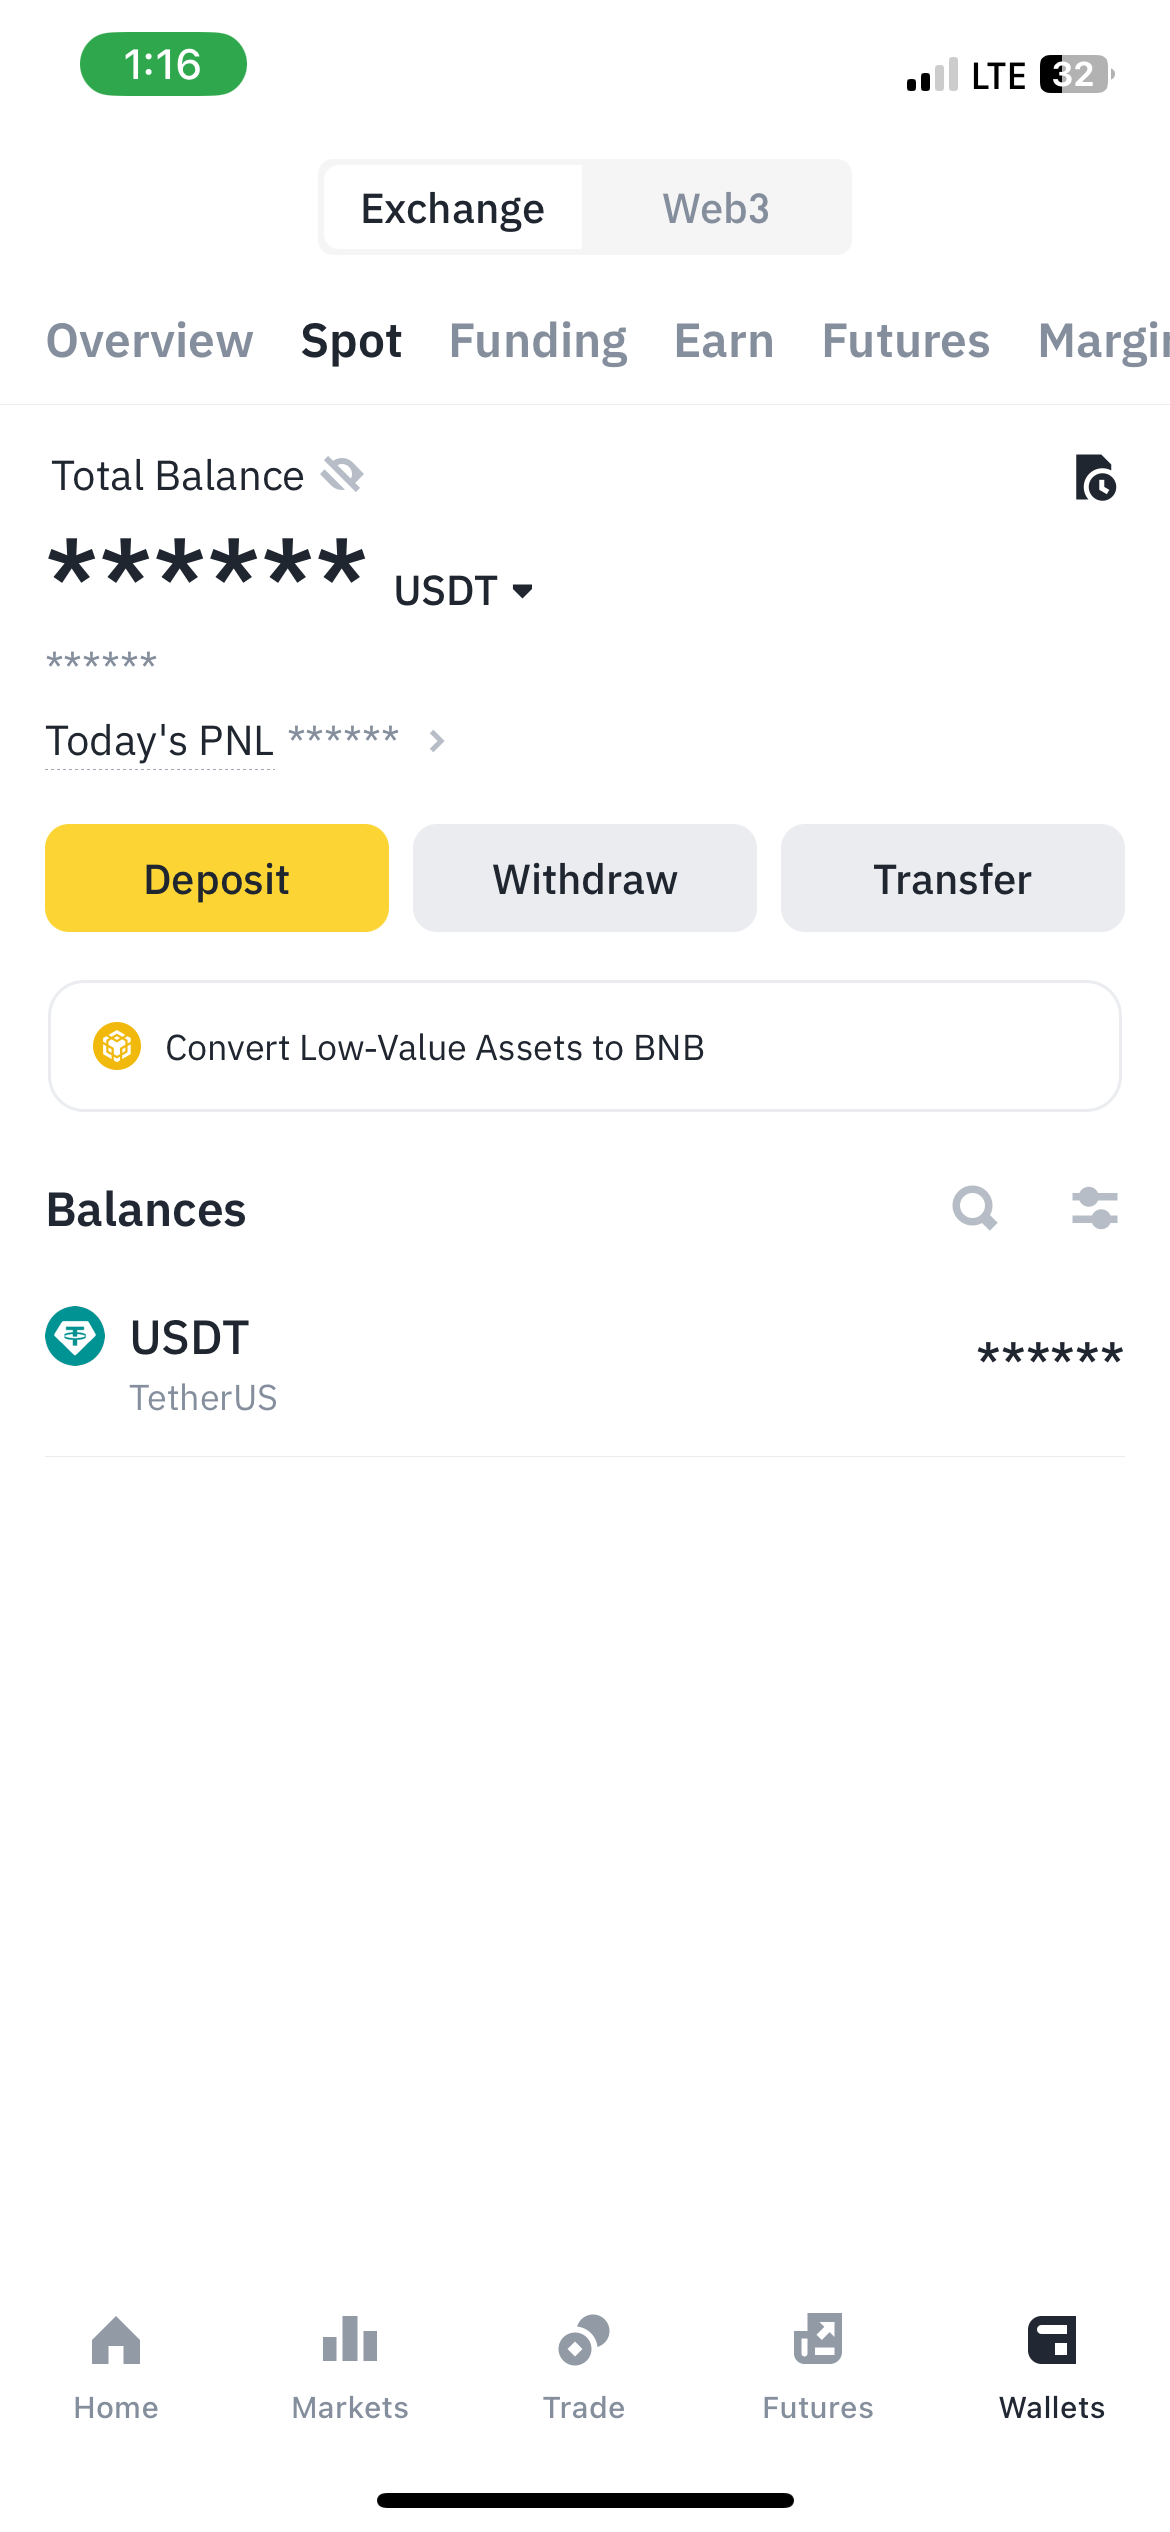 1:16
LTE 32
Exchange Web3
Overview Spot Funding Earn Futures Margin
Total Balance
****** USDT
******
Today's PNL ******
Deposit Withdraw Transfer
Convert Low-Value Assets to BNB
Balances
USDT
******
TetherUS
Home Markets Trade Futures Wallets